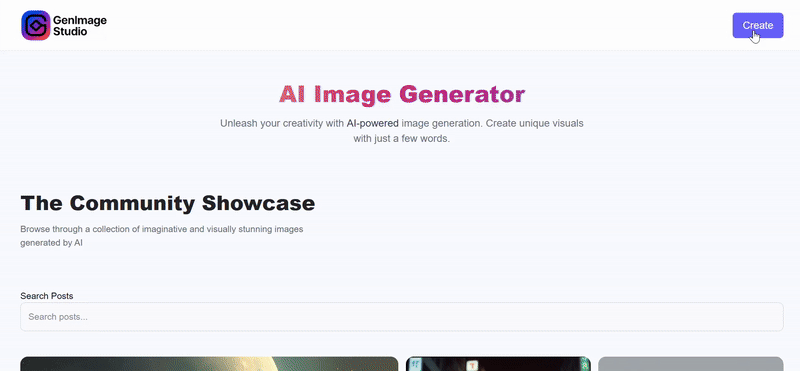 GenImage
Studio
Create
AI Image Generator
Unleash your creativity with AI-powered image generation. Create unique visuals
with just a few words.
The Community Showcase
Browse through a collection of imaginative and visually stunning images
generated by AI
Search Posts
Search posts...